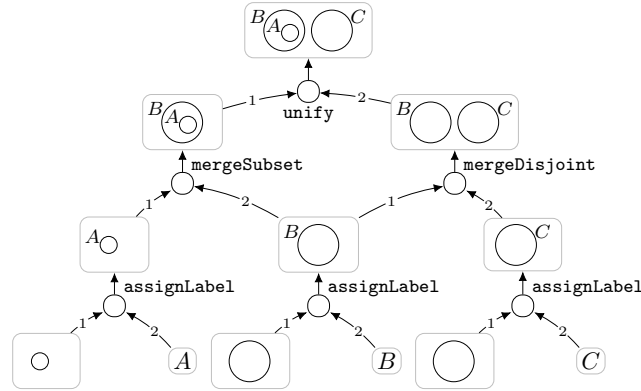 B A C
1 2
unify
B A B C
mergeSubset mergeDisjoint
1 2 1 2
A B C
assignLabel assignLabel assignLabel
1 2 1 2 1 2
A B C